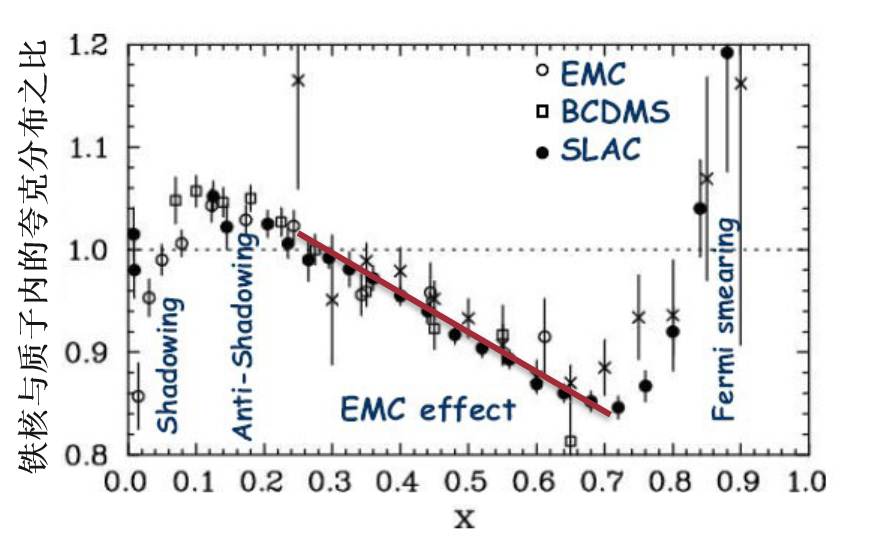 铁核与质子内的夸克分布之比
1.2
1.1
1.0
0.9
0.8
EMC
BCDMS
SLAC
Shadowing
Anti-Shadowing
EMC effect
Fermi smearing
0.0 0.1 0.2 0.3 0.4 0.5 0.6 0.7 0.8 0.9 1.0
x